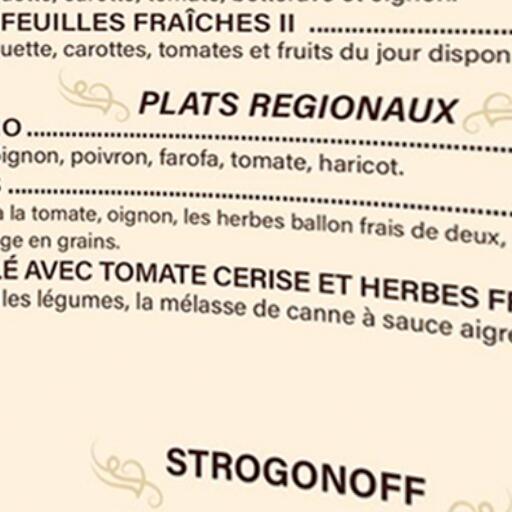 FEUILLES FRAÎCHES II ........................
uette, carottes, tomates et fruits du jour dispon
PLATS REGIONAUX
O ................................................
ignon, poivron, farofa, tomate, haricot.
................................................
la tomate, oignon, les herbes ballon frais de deux,
ge en grains.
LÉ AVEC TOMATE CERISE ET HERBES F
les légumes, la mélasse de canne à sauce aigre
STROGONOFF